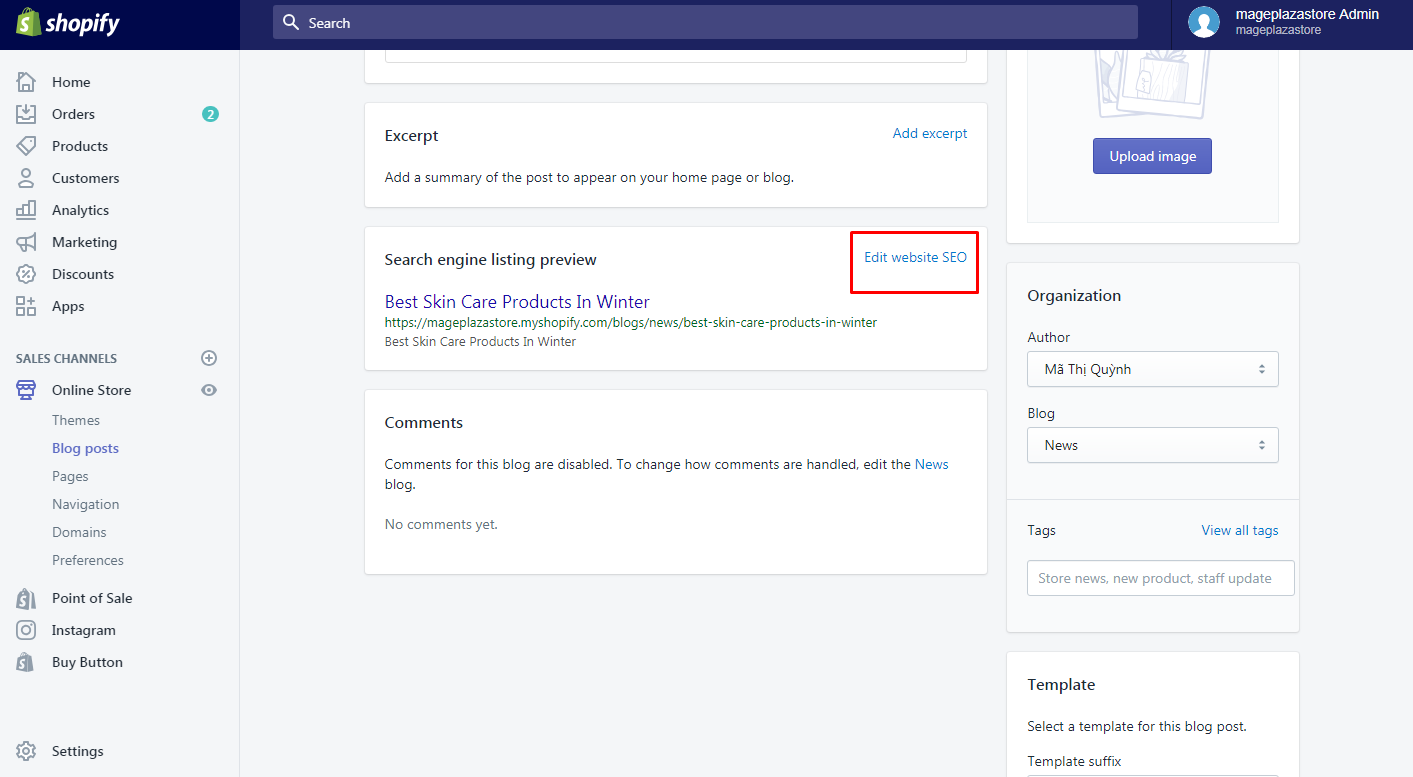 shopify
Search
mageplazastore Admin
mageplazastore
Home
Orders
2
Products
Customers
Analytics
Marketing
Discounts
Apps
SALES CHANNELS
Online Store
Themes
Blog posts
Pages
Navigation
Domains
Preferences
Point of Sale
Instagram
Buy Button
Settings
Excerpt
Add excerpt
Add a summary of the post to appear on your home page or blog.
Search engine listing preview
Edit website SEO
Best Skin Care Products In Winter
https://mageplazastore.myshopify.com/blogs/news/best-skin-care-products-in-winter
Best Skin Care Products In Winter
Comments
Comments for this blog are disabled. To change how comments are handled, edit the News
blog.
No comments yet.
Upload image
Organization
Author
Mã Thị Quỳnh
Blog
News
Tags
View all tags
Store news, new product, staff update
Template
Select a template for this blog post.
Template suffix